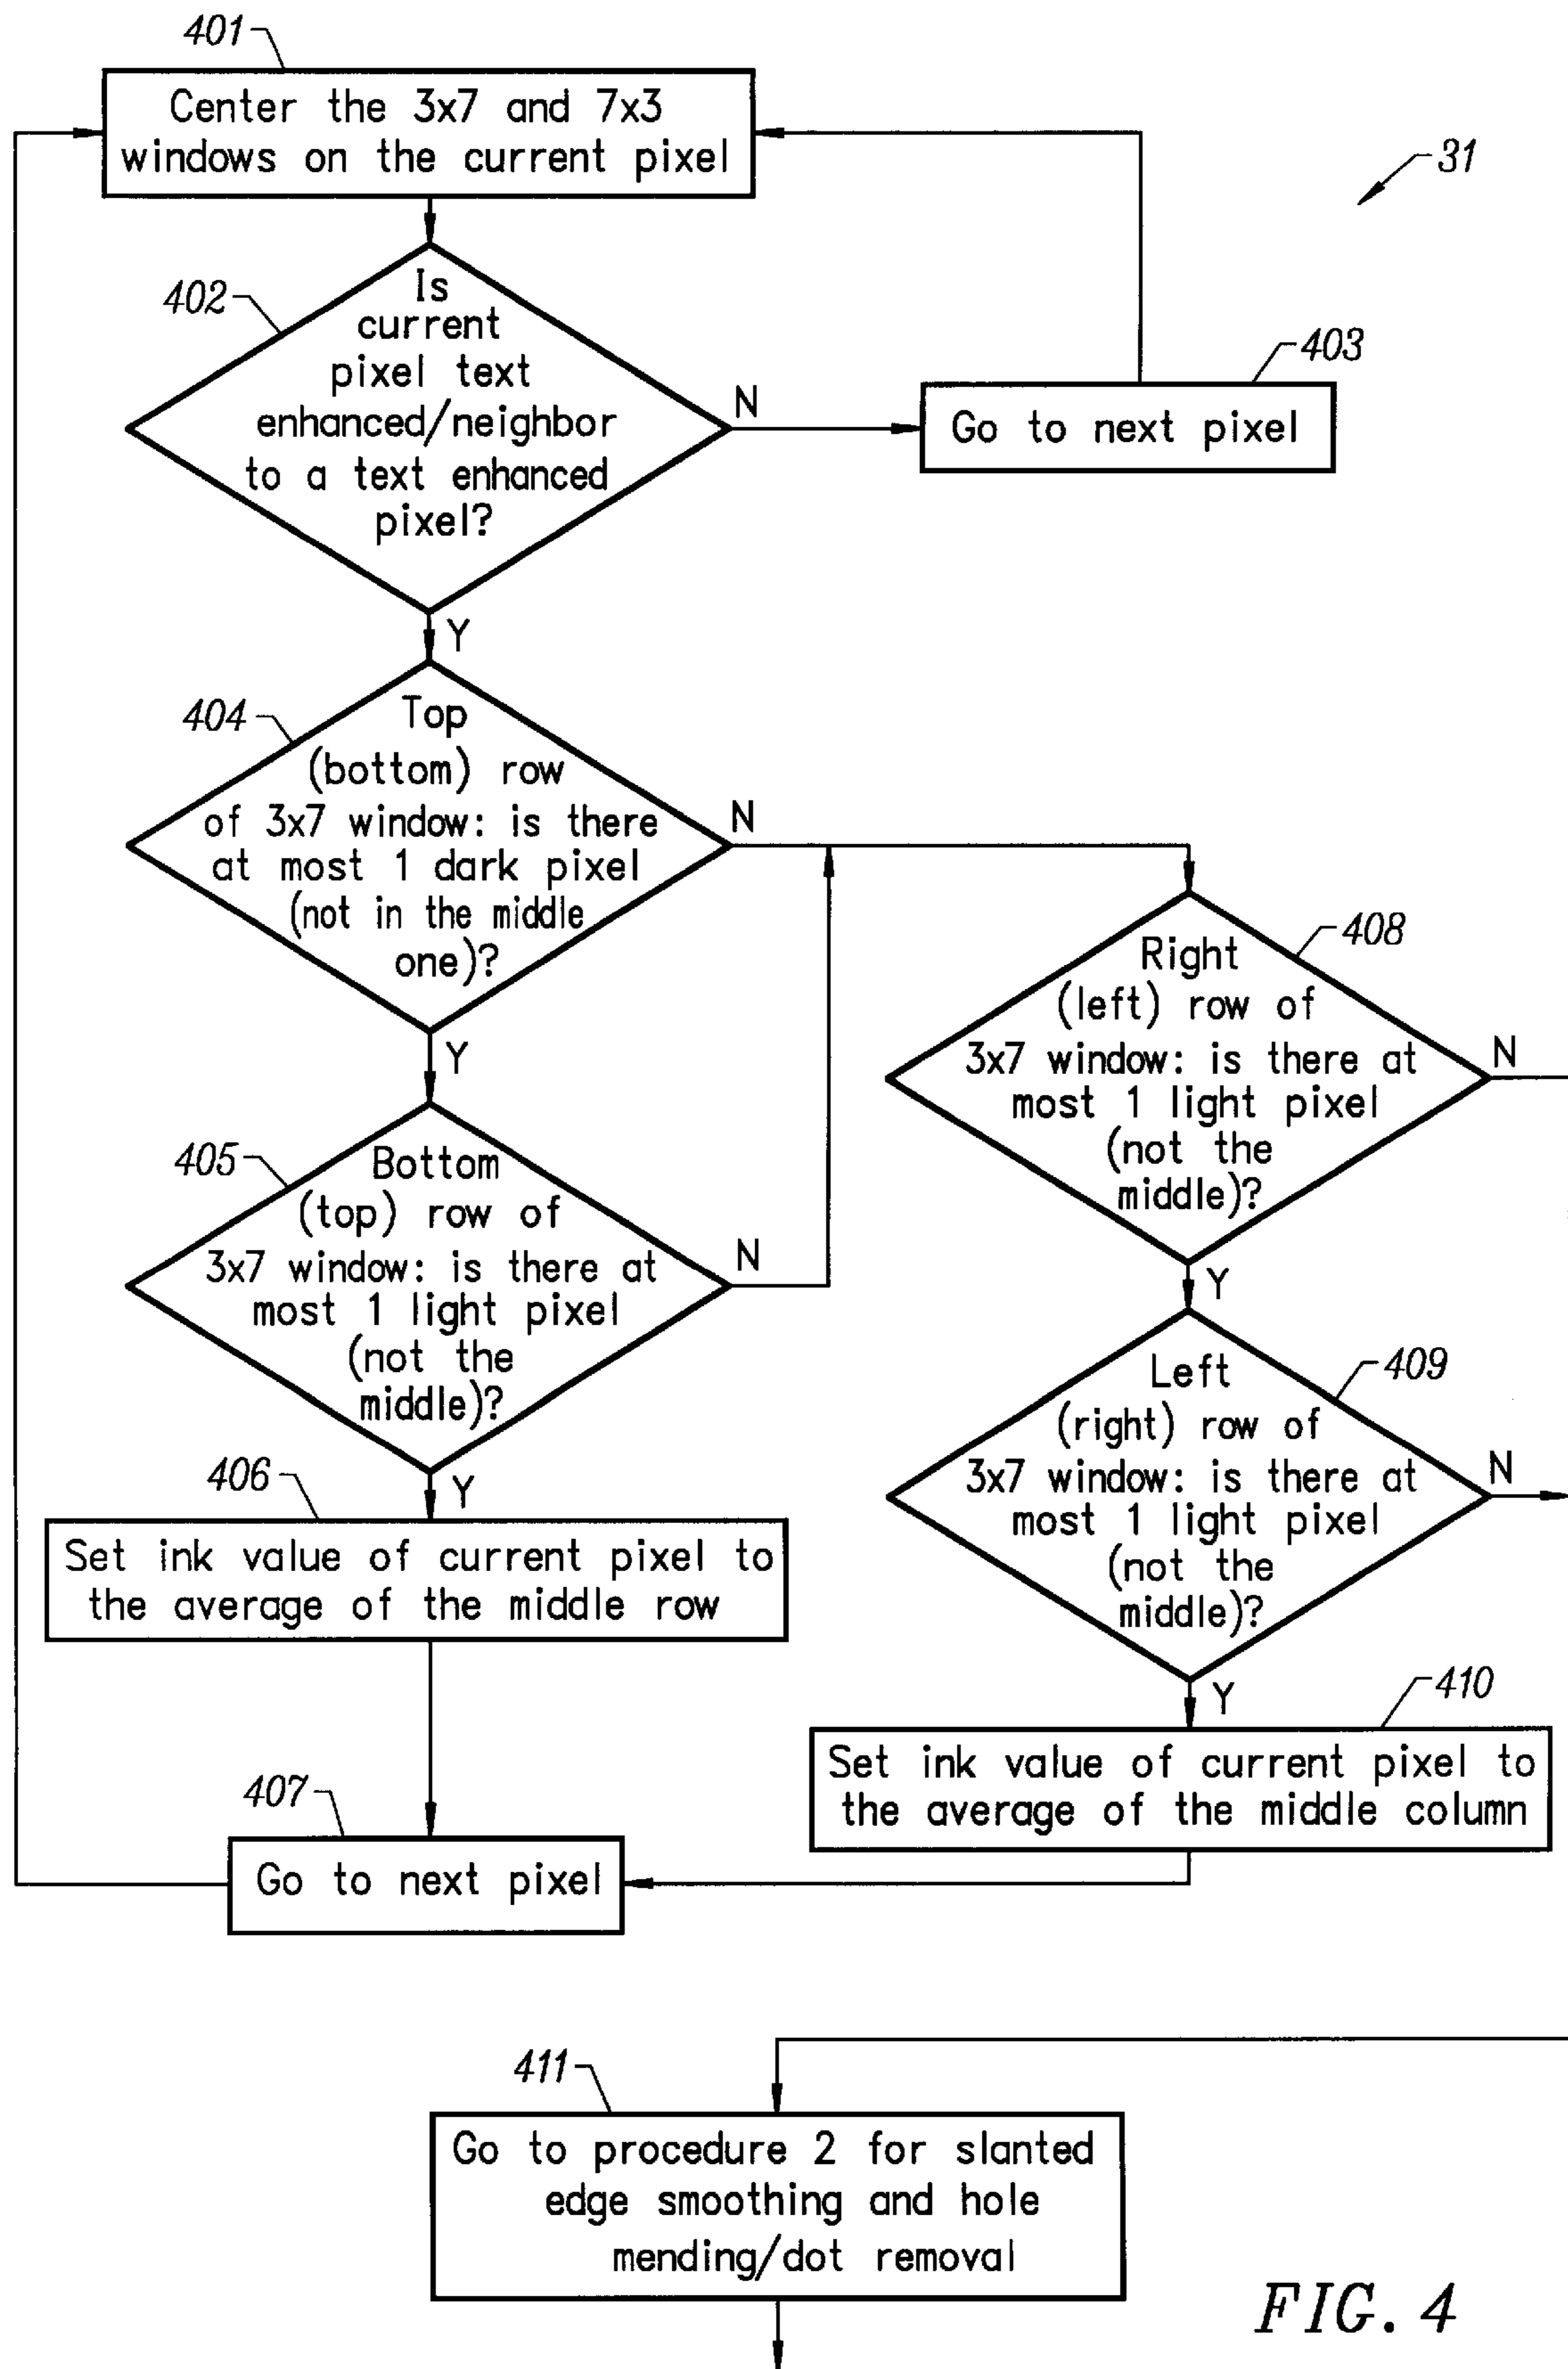 401
Center the 3x7 and 7x3
windows on the current pixel
31
402
Is
current
pixel text
enhanced/neighbor
to a text enhanced
pixel?
N
403
Go to next pixel
Y
404
Top
(bottom) row
of 3x7 window: is there
at most 1 dark pixel
(not in the middle
one)?
N
Y
405
Bottom
(top) row of
3x7 window: is there at
most 1 light pixel
(not the
middle)?
N
Y
406
Set ink value of current pixel to
the average of the middle row
407
Go to next pixel
408
Right
(left) row of
3x7 window: is there at
most 1 light pixel
(not the
middle)?
N
Y
409
Left
(right) row of
3x7 window: is there at
most 1 light pixel
(not the
middle)?
N
Y
410
Set ink value of current pixel to
the average of the middle column
411
Go to procedure 2 for slanted
edge smoothing and hole
mending/dot removal
FIG. 4